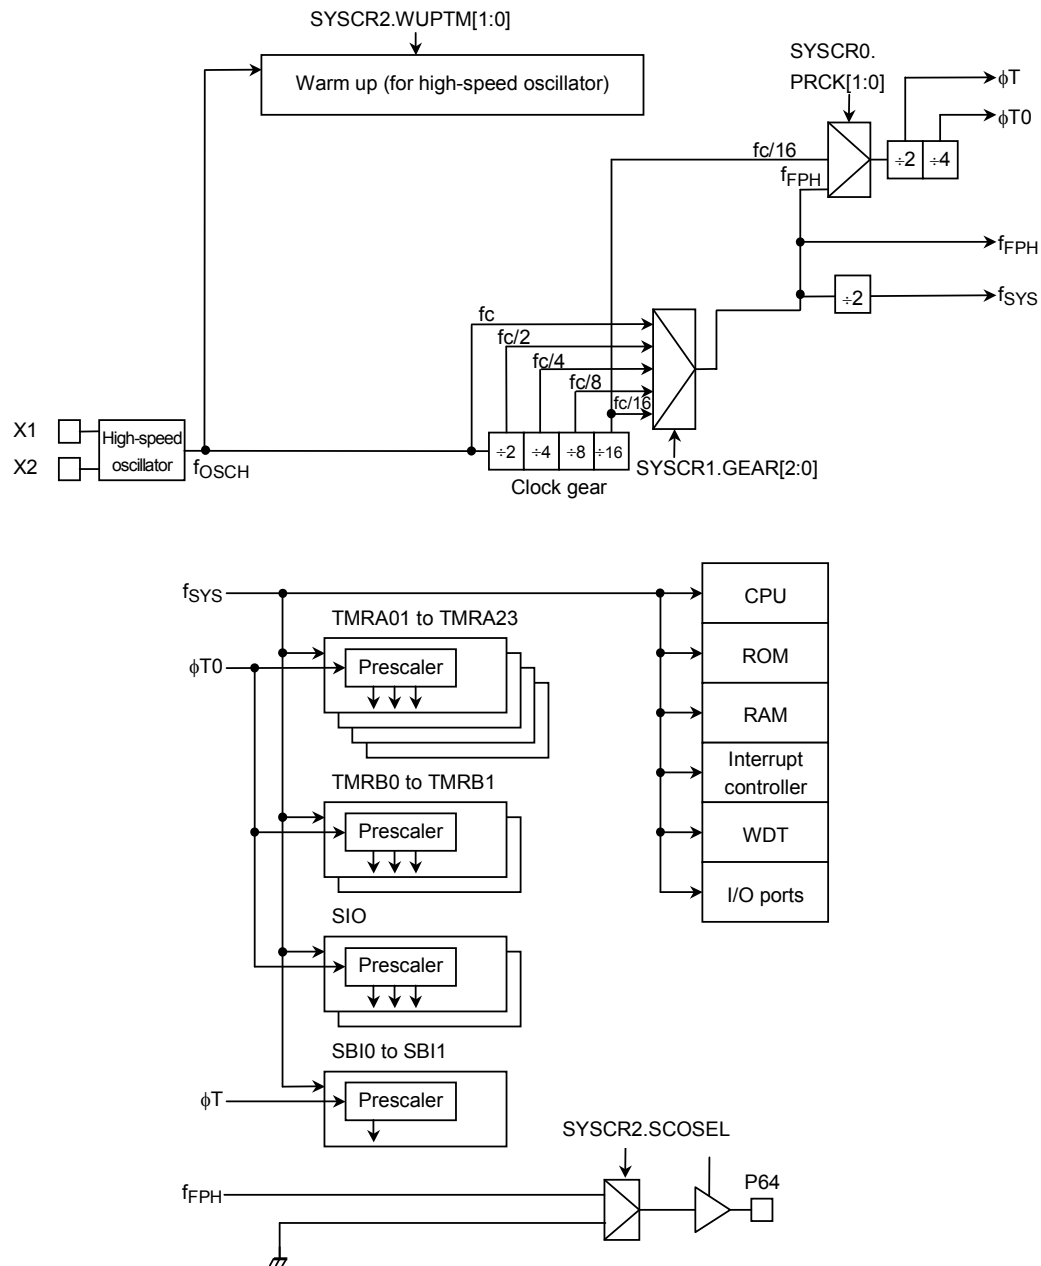 SYSCR2.WUPTM[1:0]
Warm up (for high-speed oscillator)
SYSCR0.
PRCK[1:0]
ϕT
ϕT0
fc/16
÷2
÷4
fFPH
fFPH
÷2
fSYS
fc
fc/2
fc/4
fc/8
fc/16
X1
X2
High-speed
oscillator
fOSCH
÷2
÷4
÷8
÷16
SYSCR1.GEAR[2:0]
Clock gear
fSYS
CPU
TMRA01 to TMRA23
ϕT0
Prescaler
ROM
RAM
Interrupt
controller
TMRB0 to TMRB1
Prescaler
WDT
I/O ports
SIO
Prescaler
SBI0 to SBI1
ϕT
Prescaler
SYSCR2.SCOSEL
fFPH
P64